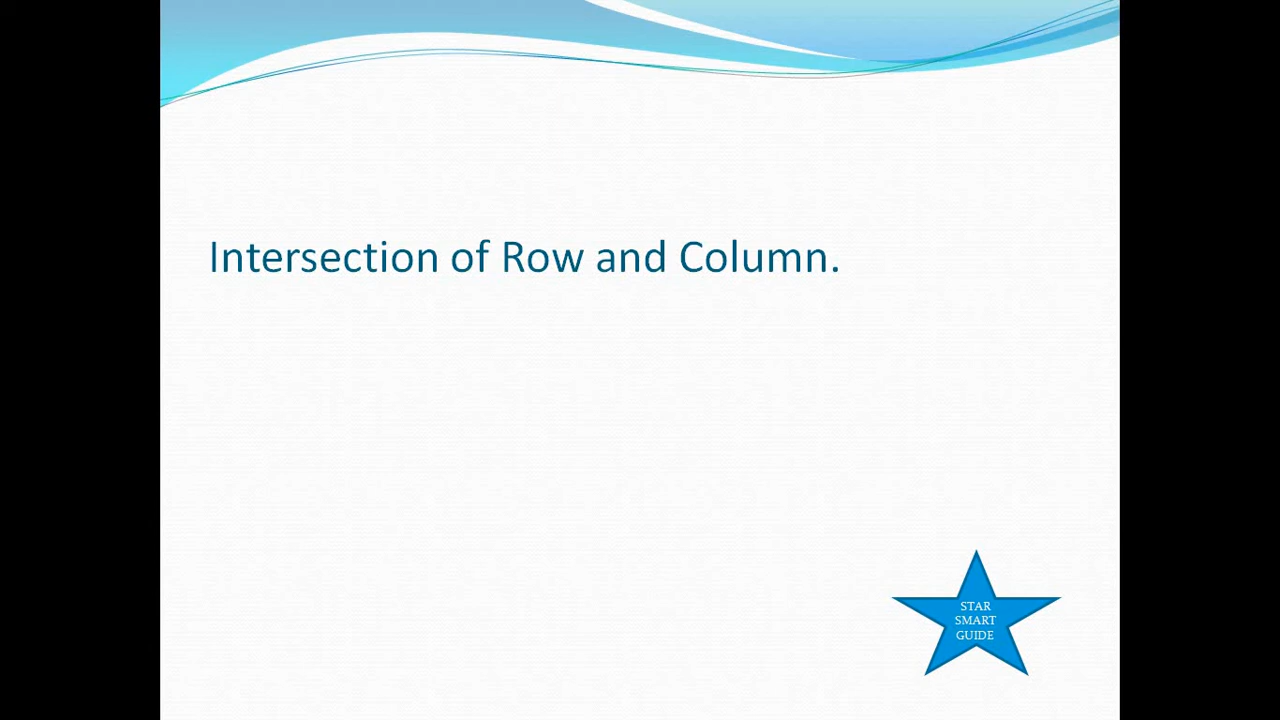 Intersection of Row and Column.
STAR
SMART
GUIDE